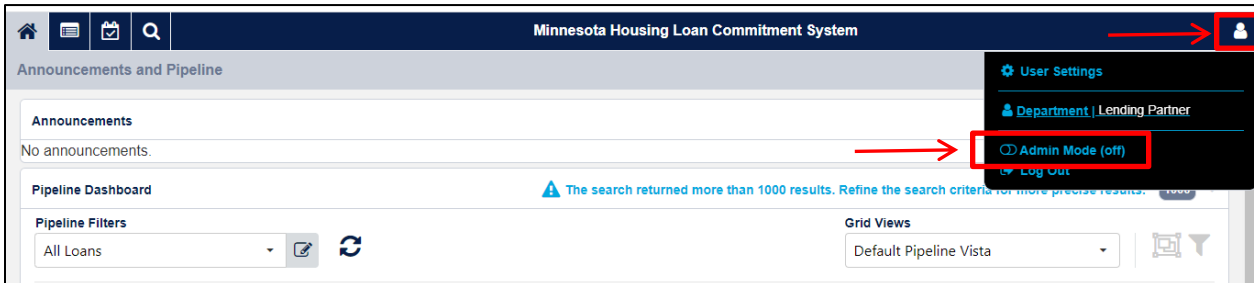 Minnesota Housing Loan Commitment System
Announcements and Pipeline
User Settings
Department | Lending Partner
Announcements
No announcements.
Admin Mode (off)
Log Out
Pipeline Dashboard
The search returned more than 1000 results. Refine the search criteria for more precise results.
1000
Pipeline Filters
Grid Views
All Loans
Default Pipeline Vista